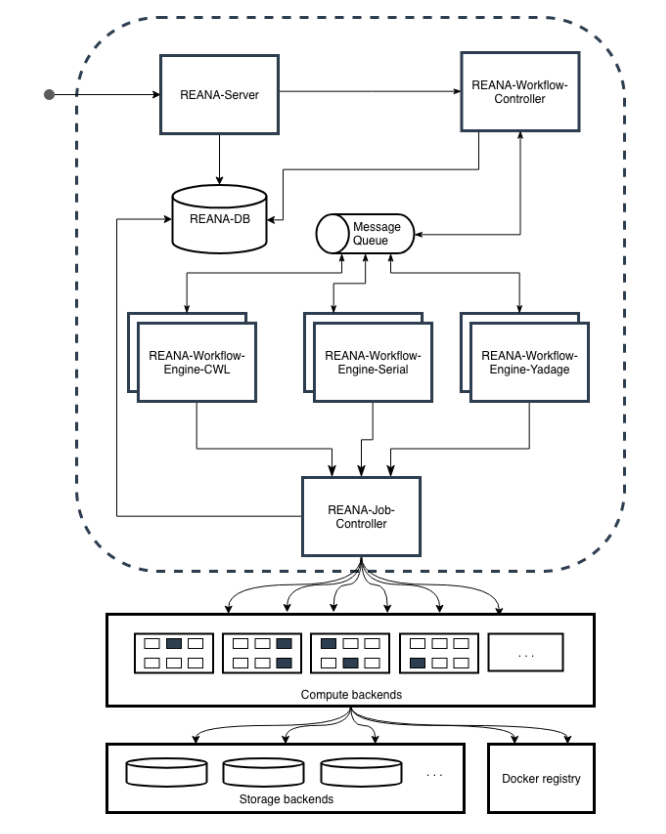 REANA-Server
REANA-Workflow-
Controller
REANA-DB
Message
Queue
REANA-Workflow-
Engine-CWL
REANA-Workflow-
Engine-Serial
REANA-Workflow-
Engine-Yadage
REANA-Job-
Controller
. . .
Compute backends
. . .
Storage backends
Docker registry